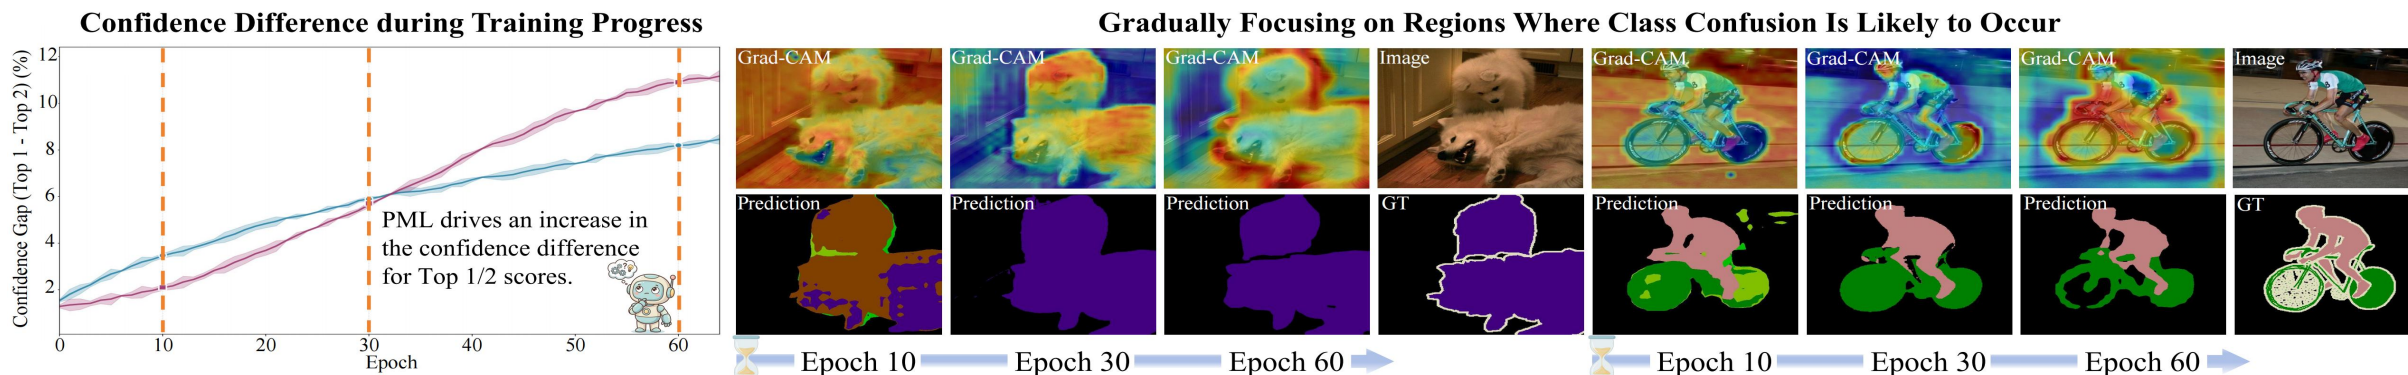 Confidence Difference during Training Progress
Confidence Gap (Top 1 - Top 2) (%)
12
10
8
6
4
2
0
10
20
30
40
50
60
Epoch
PML drives an increase in
the confidence difference
for Top 1/2 scores.
Gradually Focusing on Regions Where Class Confusion Is Likely to Occur
Grad-CAM
Grad-CAM
Grad-CAM
Image
Grad-CAM
Grad-CAM
Grad-CAM
Image
Prediction
Prediction
Prediction
GT
Prediction
Prediction
Prediction
GT
Epoch 10
Epoch 30
Epoch 60
Epoch 10
Epoch 30
Epoch 60